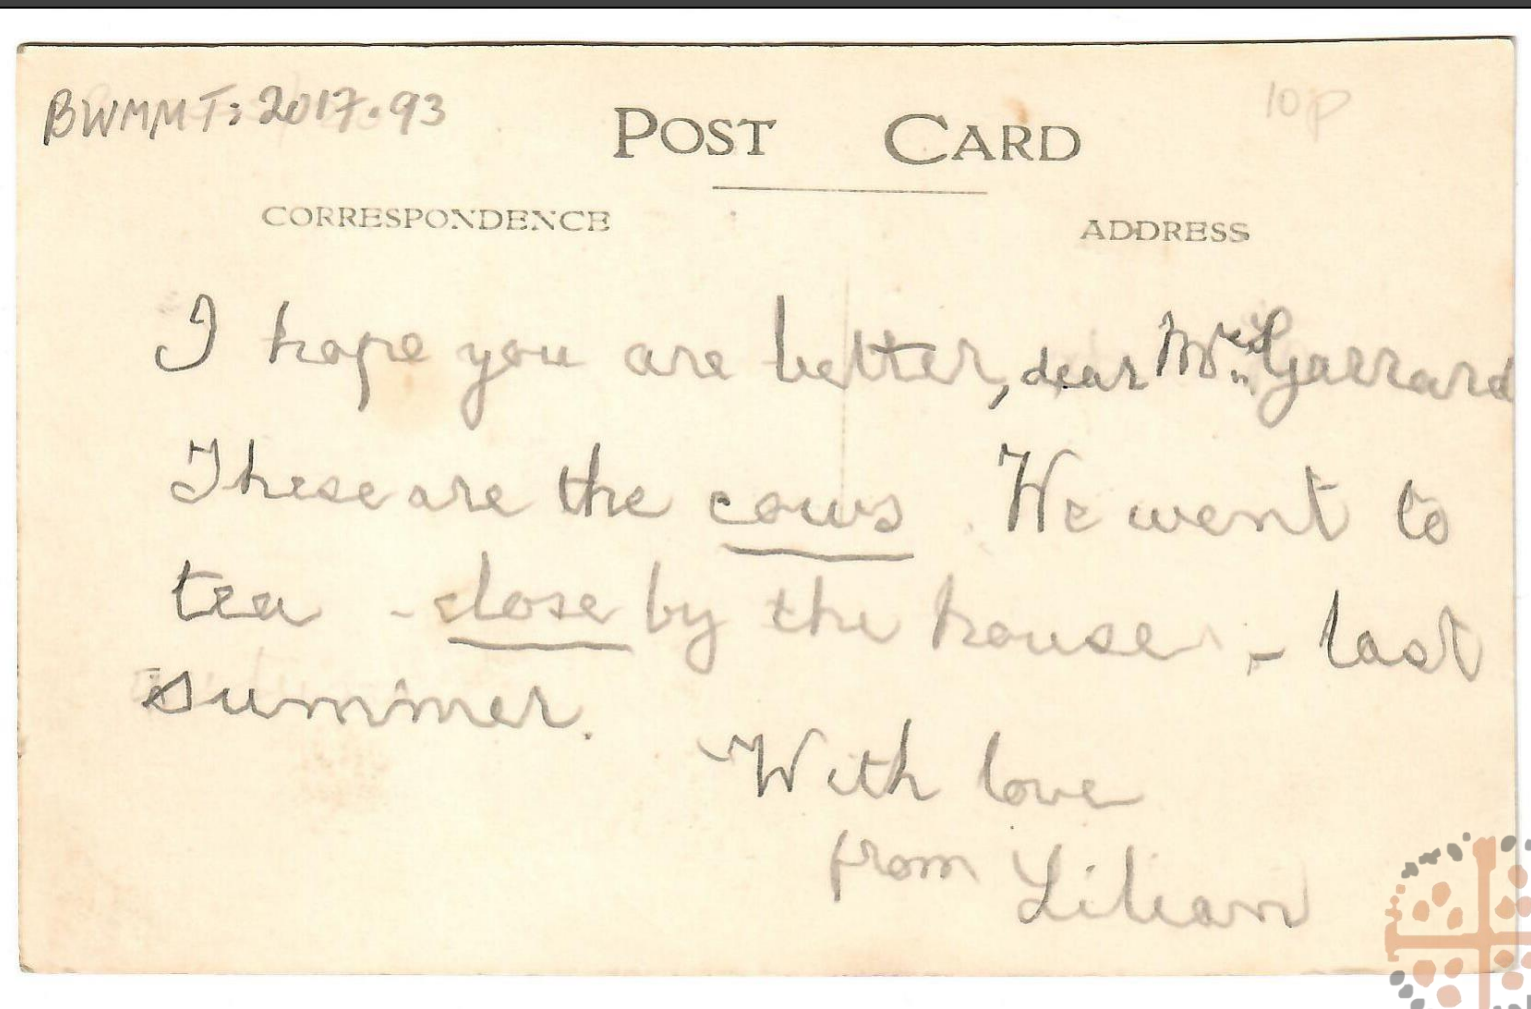 BWMMT: 2017.93
10p
POST CARD
CORRESPONDENCE
ADDRESS
I hope you are better, dear Mrs Garrard
These are the cows We went to
tea - close by the house, - last
summer.
With love
from Lilian